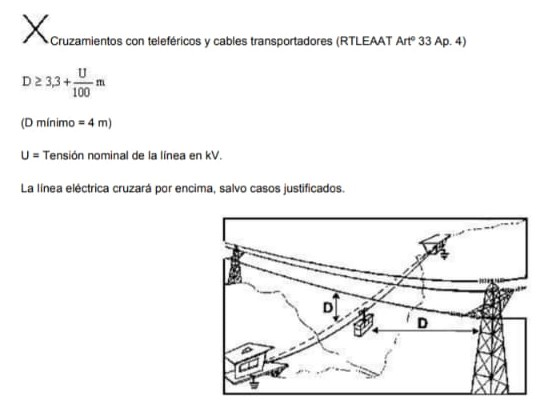 X Cruzamientos con teleféricos y cables transportadores (RTLEAAT Artº 33 Ap. 4)
D ≥ 3,3 + U/100 m
(D mínimo = 4 m)
U = Tensión nominal de la línea en kV.
La línea eléctrica cruzará por encima, salvo casos justificados.
D
D